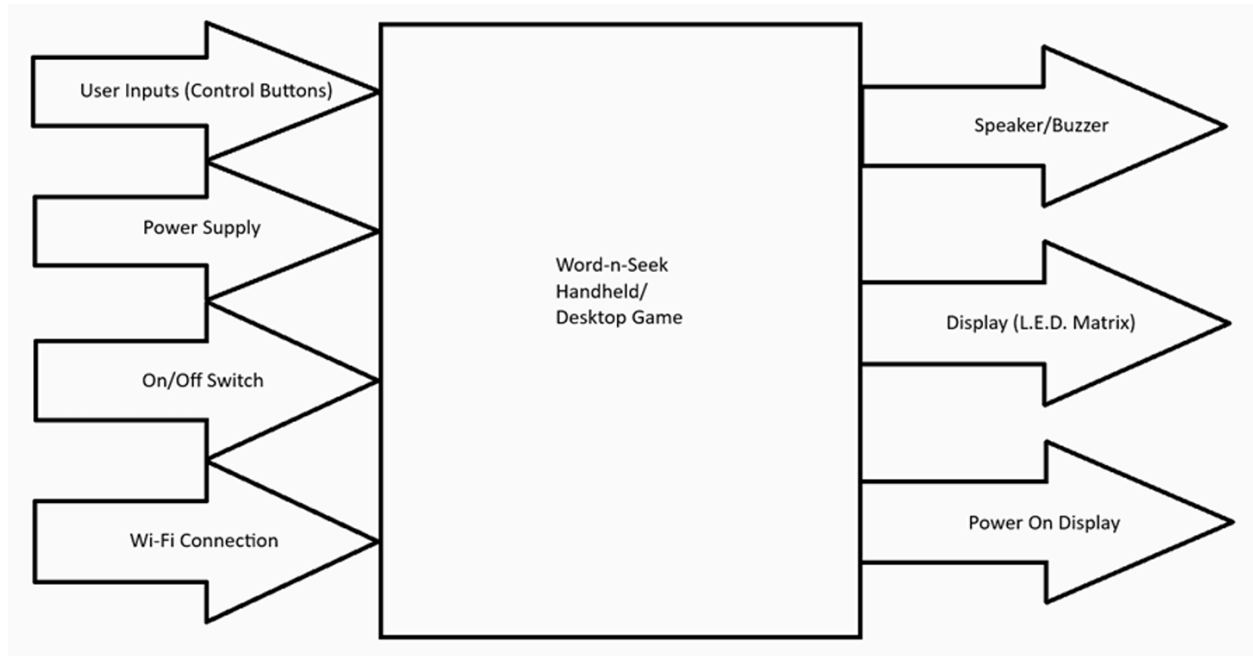 User Inputs (Control Buttons)
Power Supply
On/Off Switch
Wi-Fi Connection
Word-n-Seek
Handheld/
Desktop Game
Speaker/Buzzer
Display (L.E.D. Matrix)
Power On Display